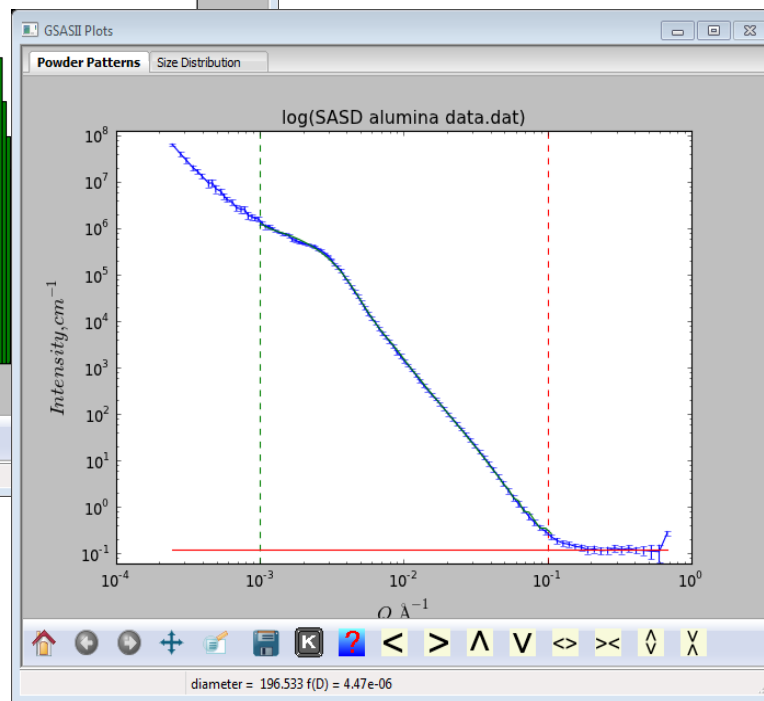 GSASII Plots
Powder Patterns Size Distribution
log(SASD alumina data.dat)
10^8
10^7
10^6
10^5
10^4
10^3
10^2
10^1
10^0
10^-1
Intensity,cm^-1
10^-4 10^-3 10^-2 10^-1 10^0
Q Å^-1
K ? < > Λ V <> ><
diameter = 196.533 f(D) = 4.47e-06